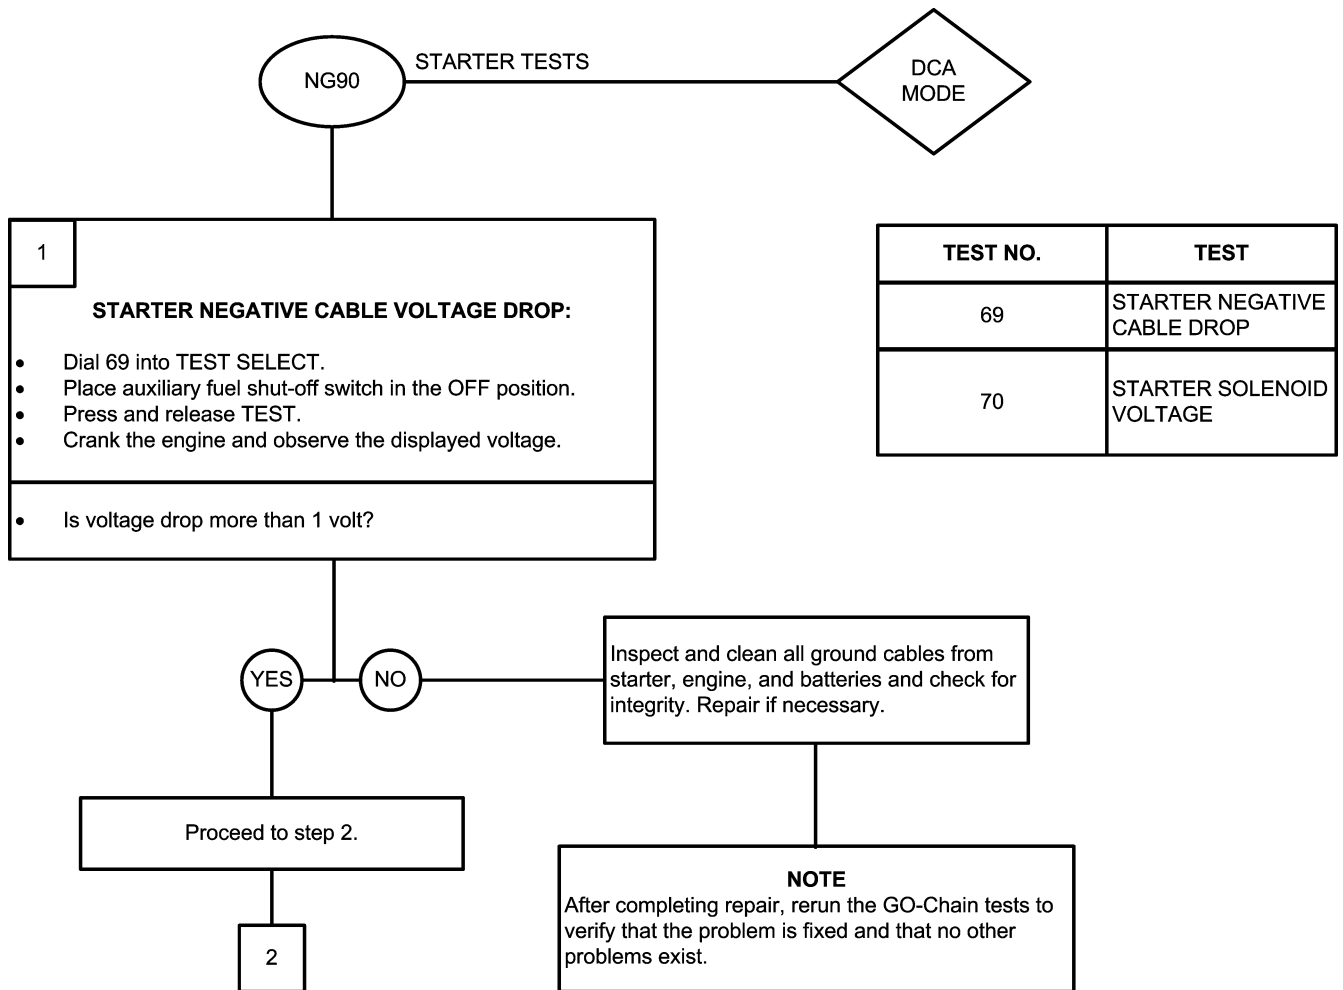 NG90
STARTER TESTS
DCA
MODE
1
STARTER NEGATIVE CABLE VOLTAGE DROP:
• Dial 69 into TEST SELECT.
• Place auxiliary fuel shut-off switch in the OFF position.
• Press and release TEST.
• Crank the engine and observe the displayed voltage.
• Is voltage drop more than 1 volt?
TEST NO. TEST
69 STARTER NEGATIVE
CABLE DROP
70 STARTER SOLENOID
VOLTAGE
YES NO
Inspect and clean all ground cables from
starter, engine, and batteries and check for
integrity. Repair if necessary.
Proceed to step 2.
2
NOTE
After completing repair, rerun the GO-Chain tests to
verify that the problem is fixed and that no other
problems exist.